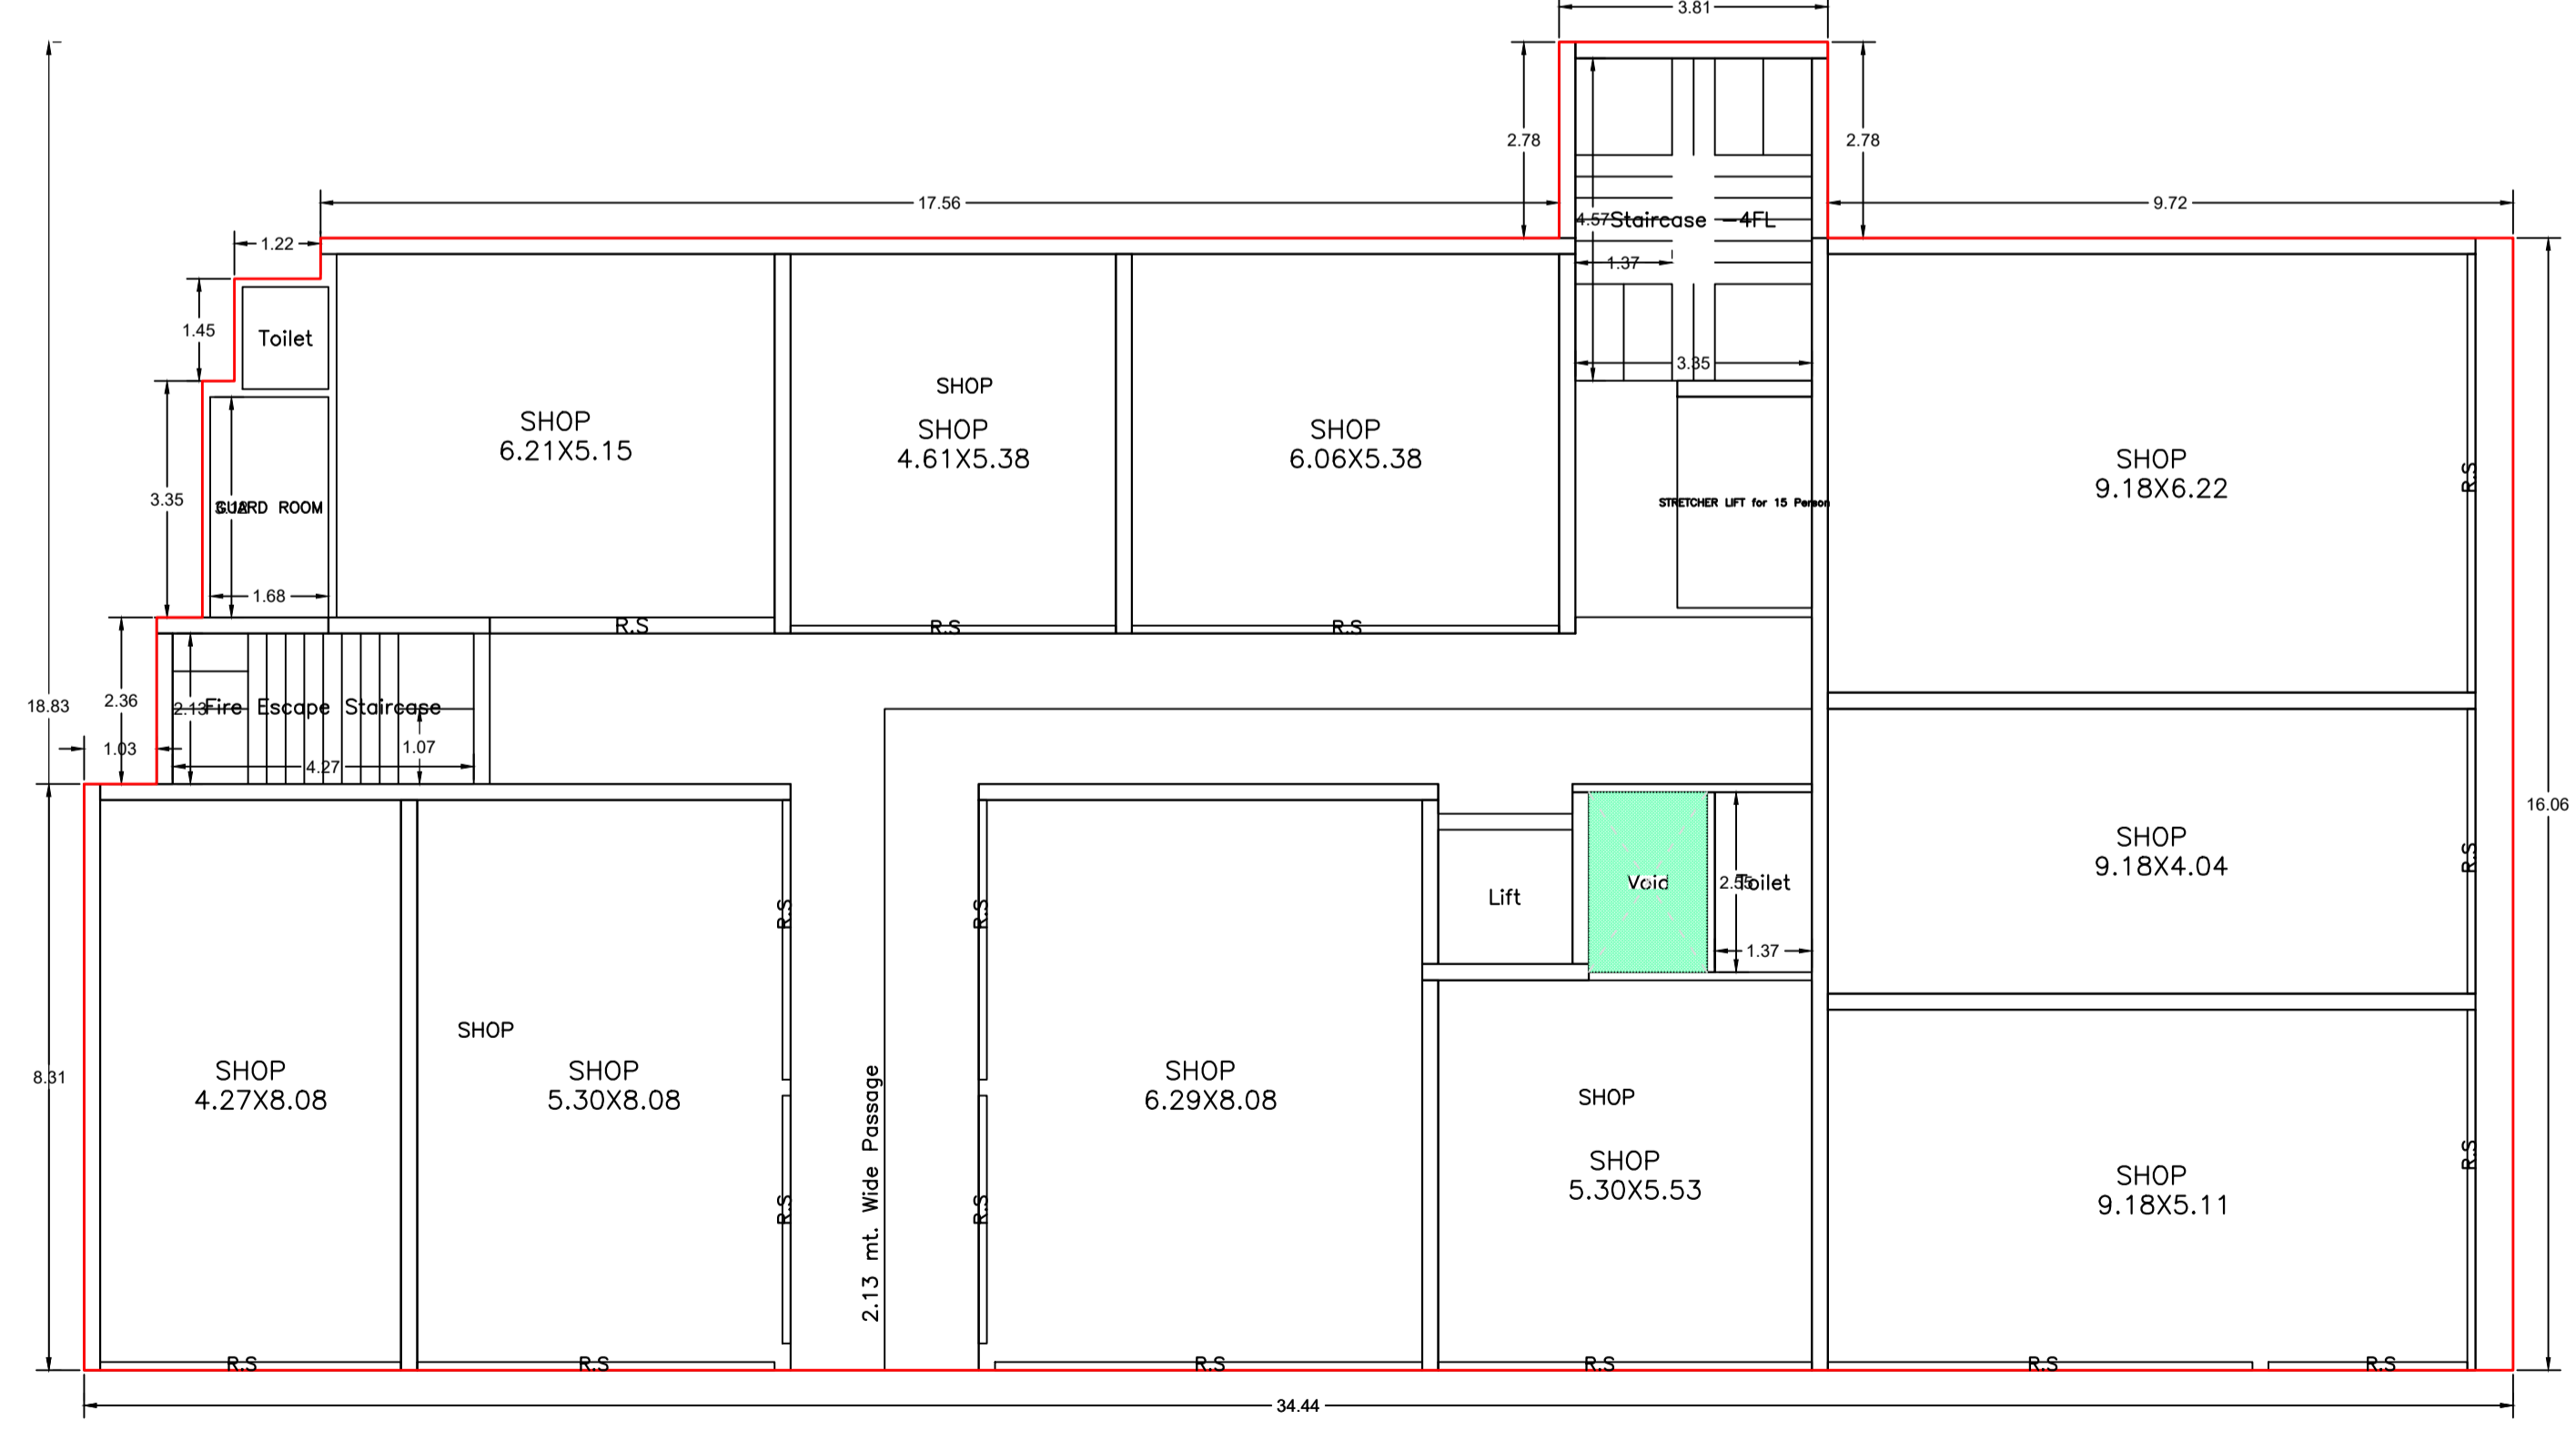 3.81
2.78
2.78
17.56
9.72
1.22
4.57
Staircase -4FL
1.37
1.45
Toilet
3.35
SHOP
SHOP
6.21X5.15
SHOP
4.61X5.38
SHOP
6.06X5.38
SHOP
9.18X6.22
R.S
3.35
GUARD ROOM
STRETCHER LIFT for 15 Person
1.68
R.S
R.S
R.S
18.83
2.36
2.13
Fire Escape Staircase
1.03
1.07
4.27
16.06
SHOP
9.18X4.04
R.S
Lift
Void
2.55
Toilet
1.37
R.S
R.S
8.31
SHOP
SHOP
4.27X8.08
SHOP
5.30X8.08
2.13 mt. Wide Passage
SHOP
6.29X8.08
SHOP
SHOP
5.30X5.53
SHOP
9.18X5.11
R.S
R.S
R.S
R.S
R.S
R.S
R.S
R.S
R.S
34.44